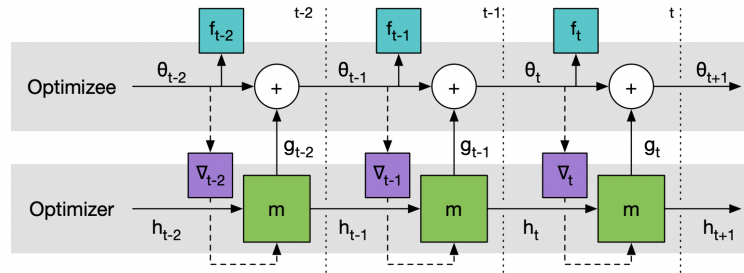 t-2 t-1 t
f_{t-2} f_{t-1} f_t
Optimizee θ_{t-2} + θ_{t-1} + θ_t + θ_{t+1}
g_{t-2} g_{t-1} g_t
∇_{t-2} ∇_{t-1} ∇_t
Optimizer m m m
h_{t-2} h_{t-1} h_t h_{t+1}